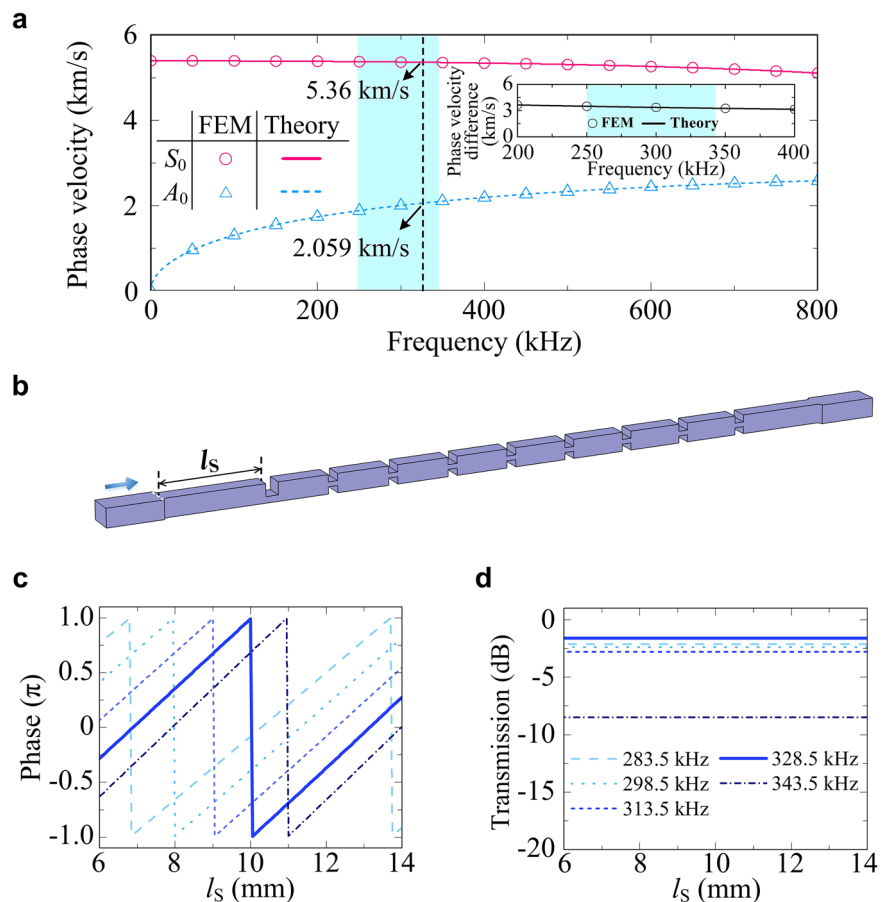 a
Phase velocity (km/s)
6
4
2
0
0
200
400
600
800
Frequency (kHz)
5.36 km/s
2.059 km/s
FEM Theory
S0
A0
Phase velocity difference (km/s)
6
3
0
FEM Theory
200 250 300 350 400
Frequency (kHz)
b
lS
c
Phase (π)
1.0
0.5
0
-0.5
-1.0
6 8 10 12 14
lS (mm)
d
Transmission (dB)
0
-5
-10
-15
-20
283.5 kHz 328.5 kHz
298.5 kHz 343.5 kHz
313.5 kHz
6 8 10 12 14
lS (mm)